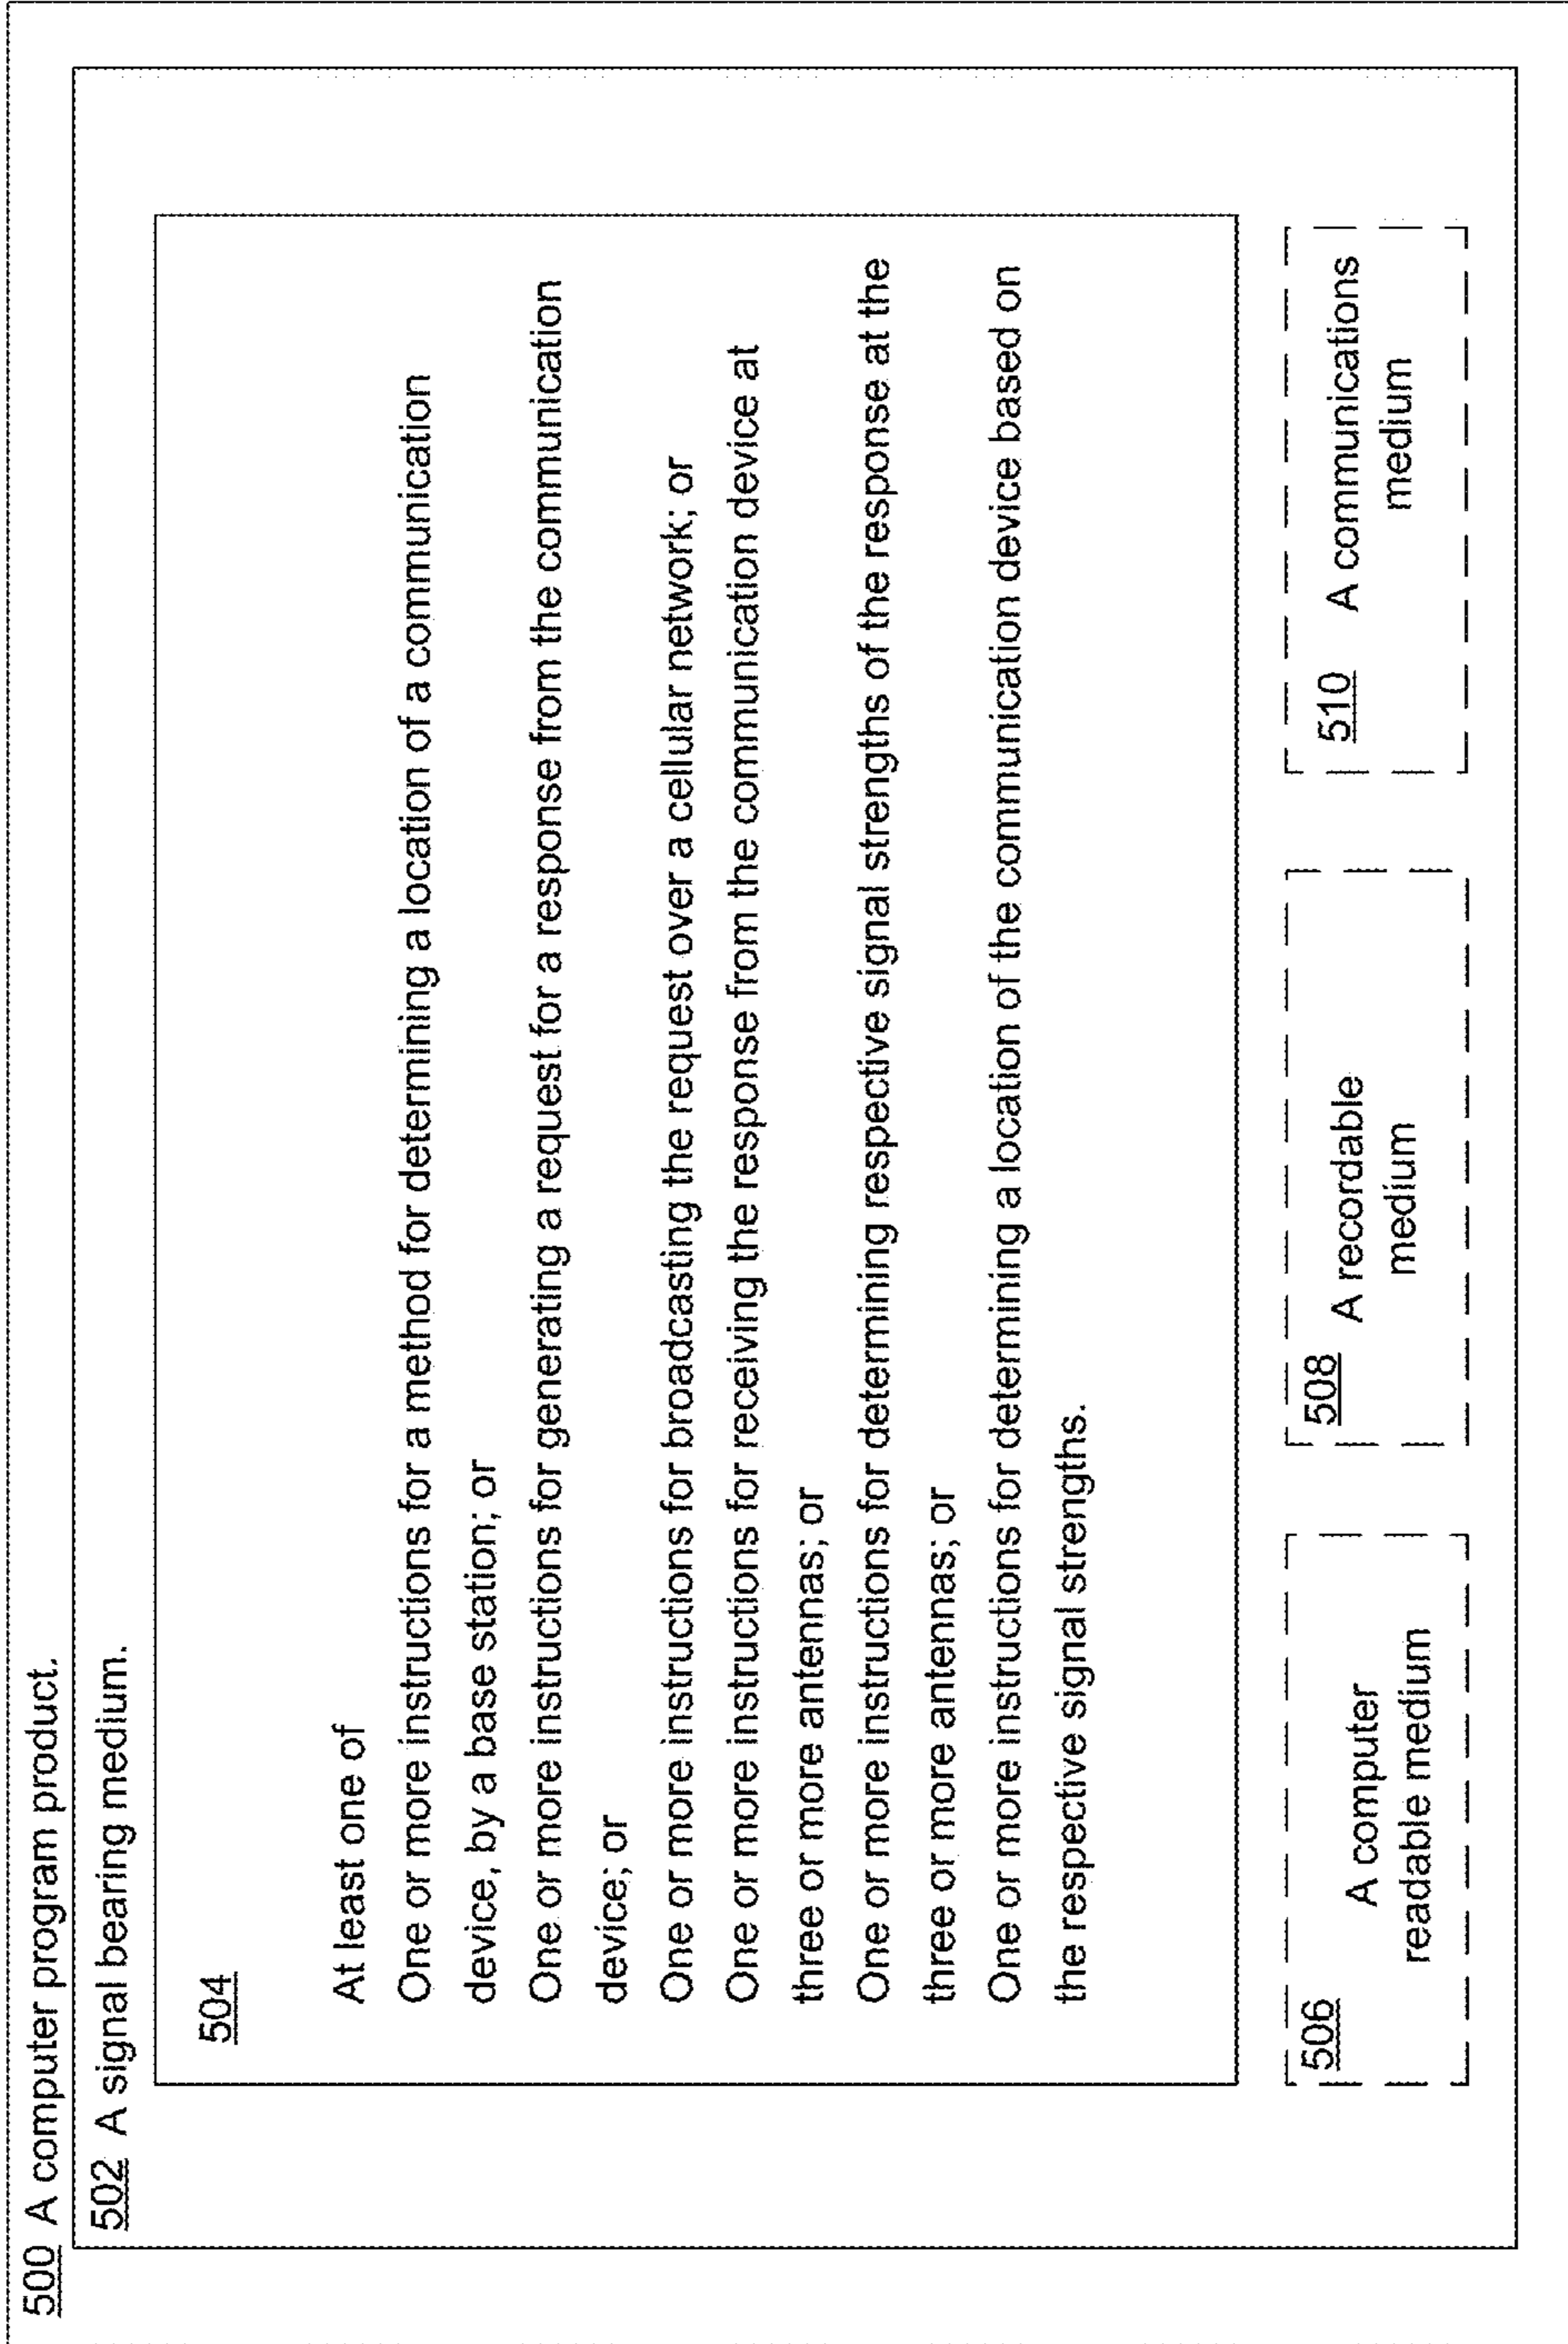 500 A computer program product.
502 A signal bearing medium.
504
At least one of
One or more instructions for a method for determining a location of a communication
device, by a base station; or
One or more instructions for generating a request for a response from the communication
device; or
One or more instructions for broadcasting the request over a cellular network; or
One or more instructions for receiving the response from the communication device at
three or more antennas; or
One or more instructions for determining respective signal strengths of the response at the
three or more antennas; or
One or more instructions for determining a location of the communication device based on
the respective signal strengths.
506 A computer
readable medium
508 A recordable
medium
510 A communications
medium